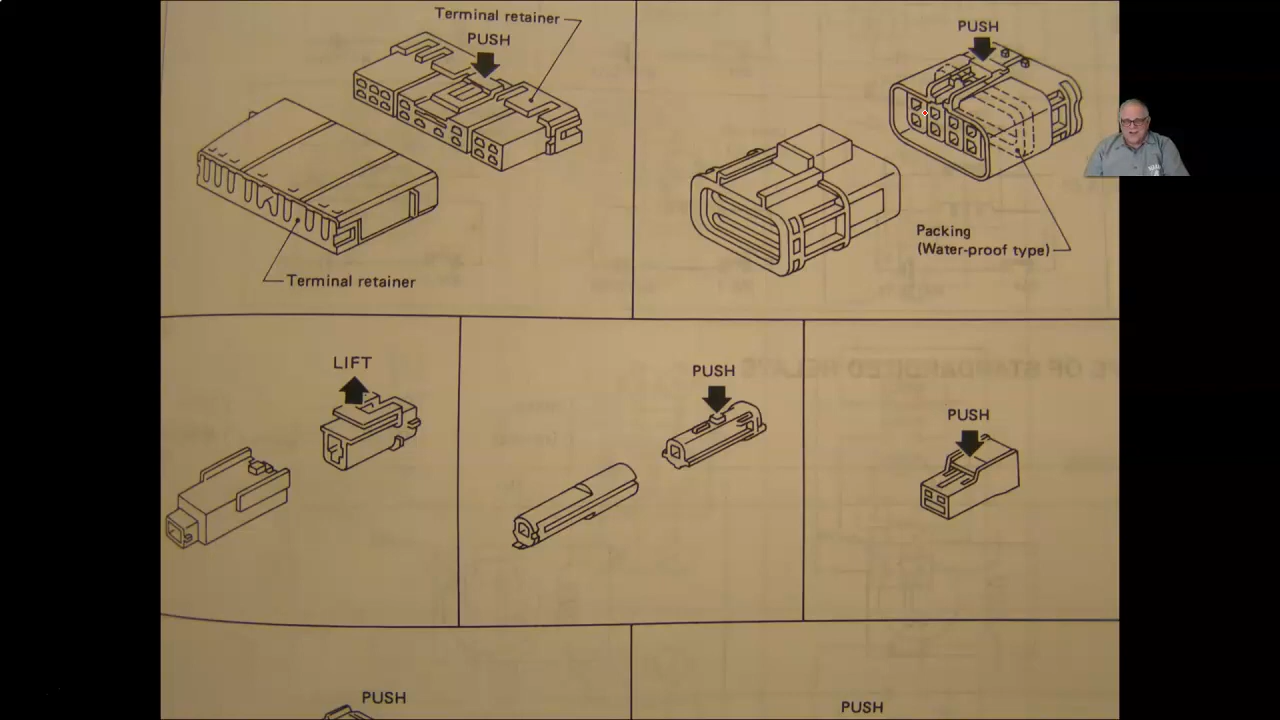 Terminal retainer
PUSH
Terminal retainer
PUSH
Packing
(Water-proof type)
LIFT
PUSH
PUSH
PUSH
PUSH